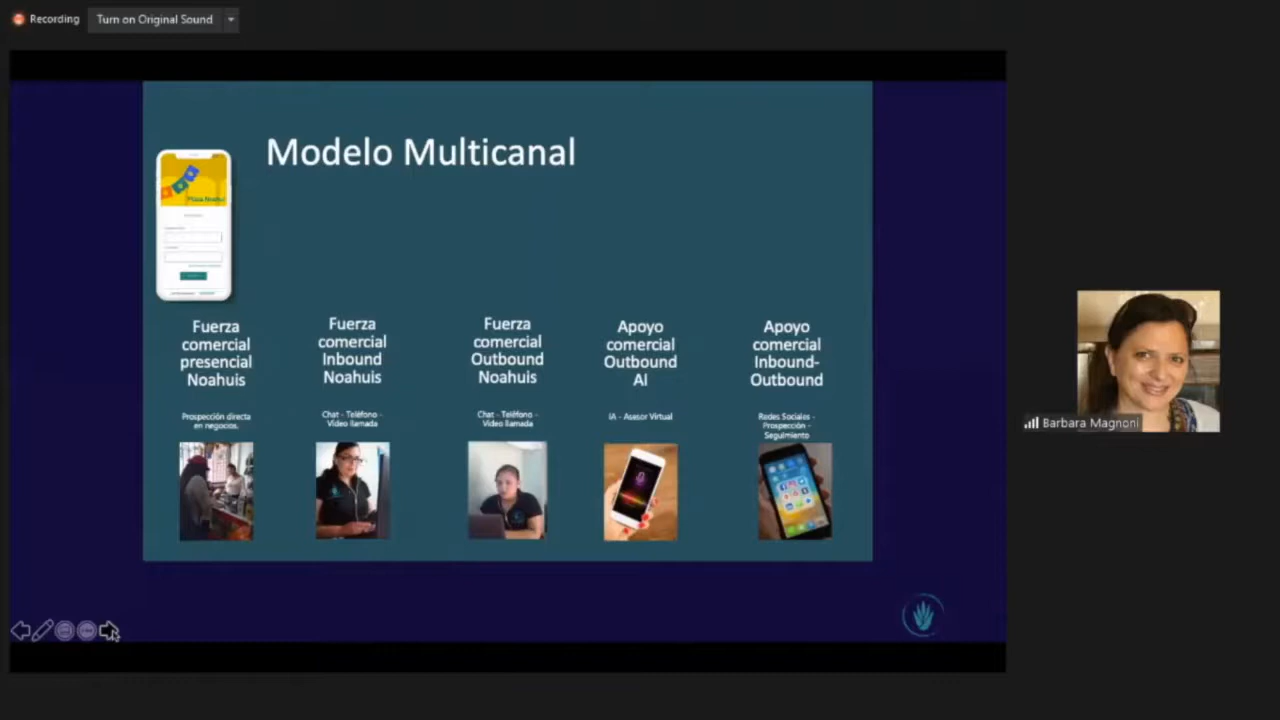 Recording
Turn on Original Sound
Modelo Multicanal
Fuerza
comercial
presencial
Noahuis
Prospección directa
en negocios.
Fuerza
comercial
Inbound
Noahuis
Chat - Teléfono -
Video llamada
Fuerza
comercial
Outbound
Noahuis
Chat - Teléfono -
Video llamada
Apoyo
comercial
Outbound
AI
IA - Asesor Virtual
Apoyo
comercial
Inbound-
Outbound
Redes Sociales -
Prospección -
Seguimiento
Barbara Magnoni